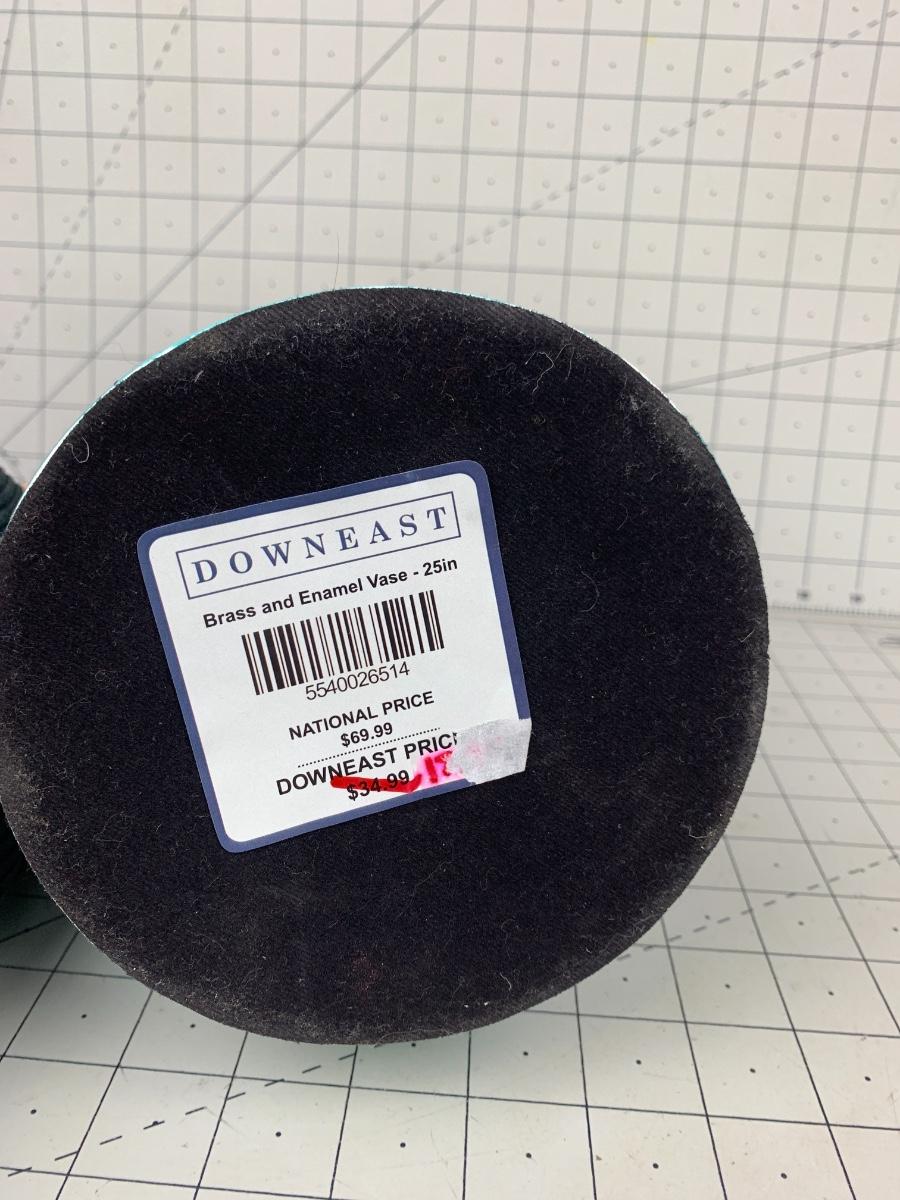 DOWNEAST
Brass and Enamel Vase - 25in
5540026514
NATIONAL PRICE
$69.99
DOWNEAST PRIC
$34.99